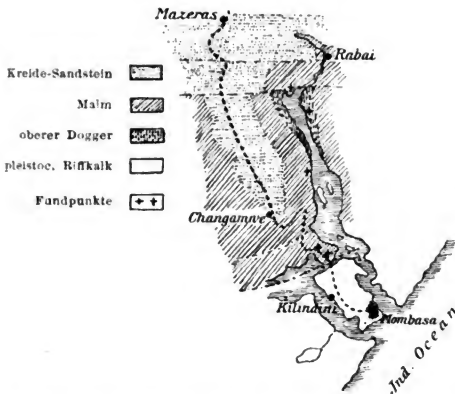 Mazeras
Rabai
Kreide-Sandstein
Malm
oberer Dogger
pleistoc. Riffkalk
Fundpunkte
Changamwe
Kilindini
Mombasa
Ind. Ocean